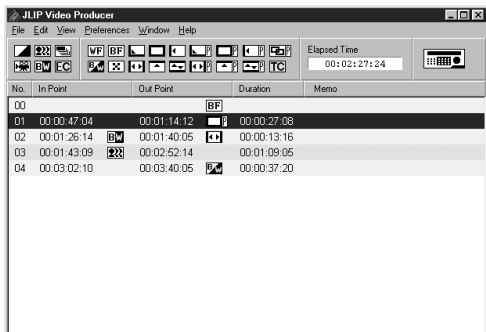 JLIP Video Producer
File Edit View Preferences Window Help
WF BF P P P P Elapsed Time
BW EC B/W P P P TC 00:02:27:24
No. In Point Out Point Duration Memo
00 BF
01 00:00:47:04 00:01:14:12 P 00:00:27:08
02 00:01:26:14 BW 00:01:40:05 00:00:13:16
03 00:01:43:09 00:02:52:14 00:01:09:05
04 00:03:02:10 00:03:40:05 B/W 00:00:37:20